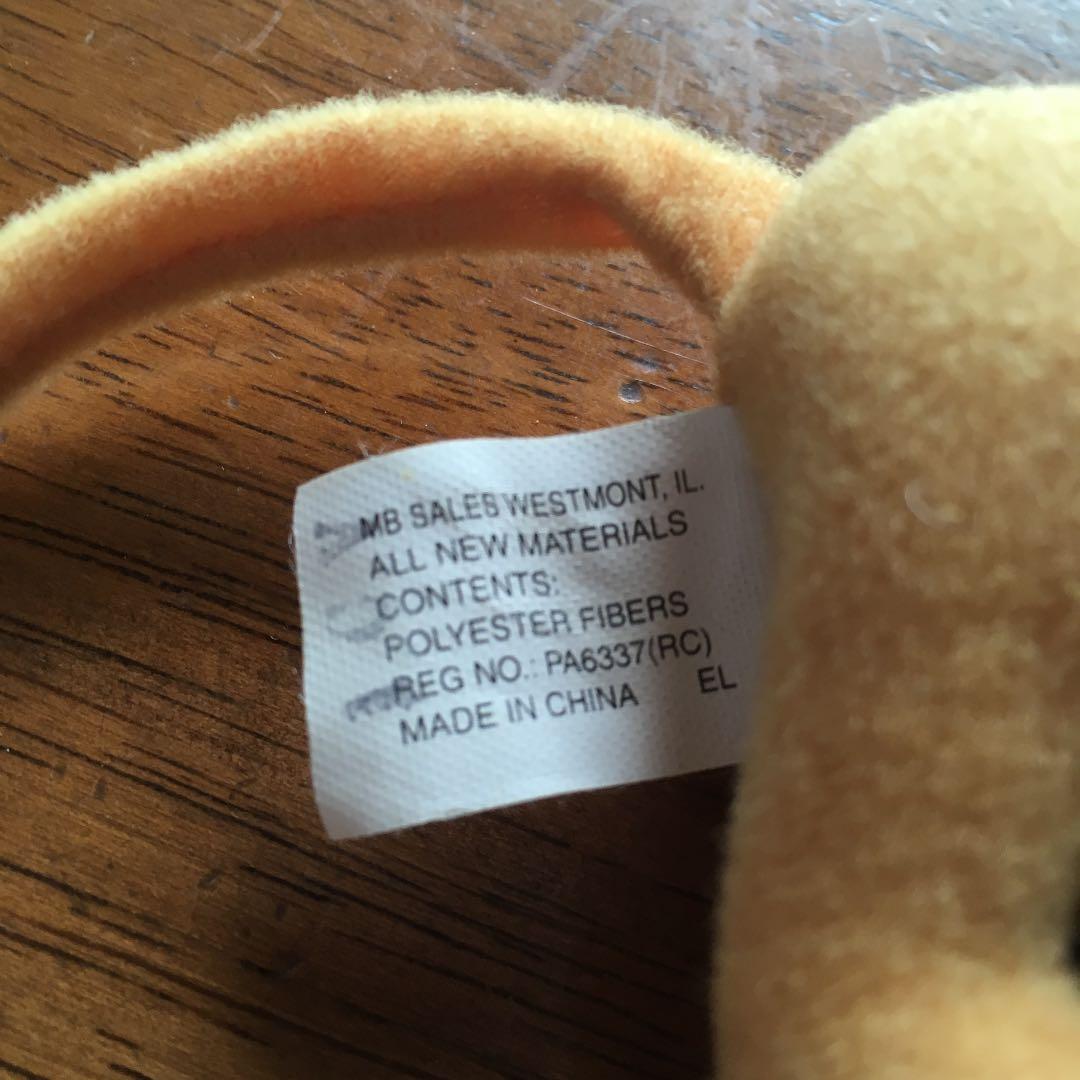 MB SALES WESTMONT, IL.
ALL NEW MATERIALS
CONTENTS:
POLYESTER FIBERS
REG NO.: PA6337(RC)
MADE IN CHINA EL